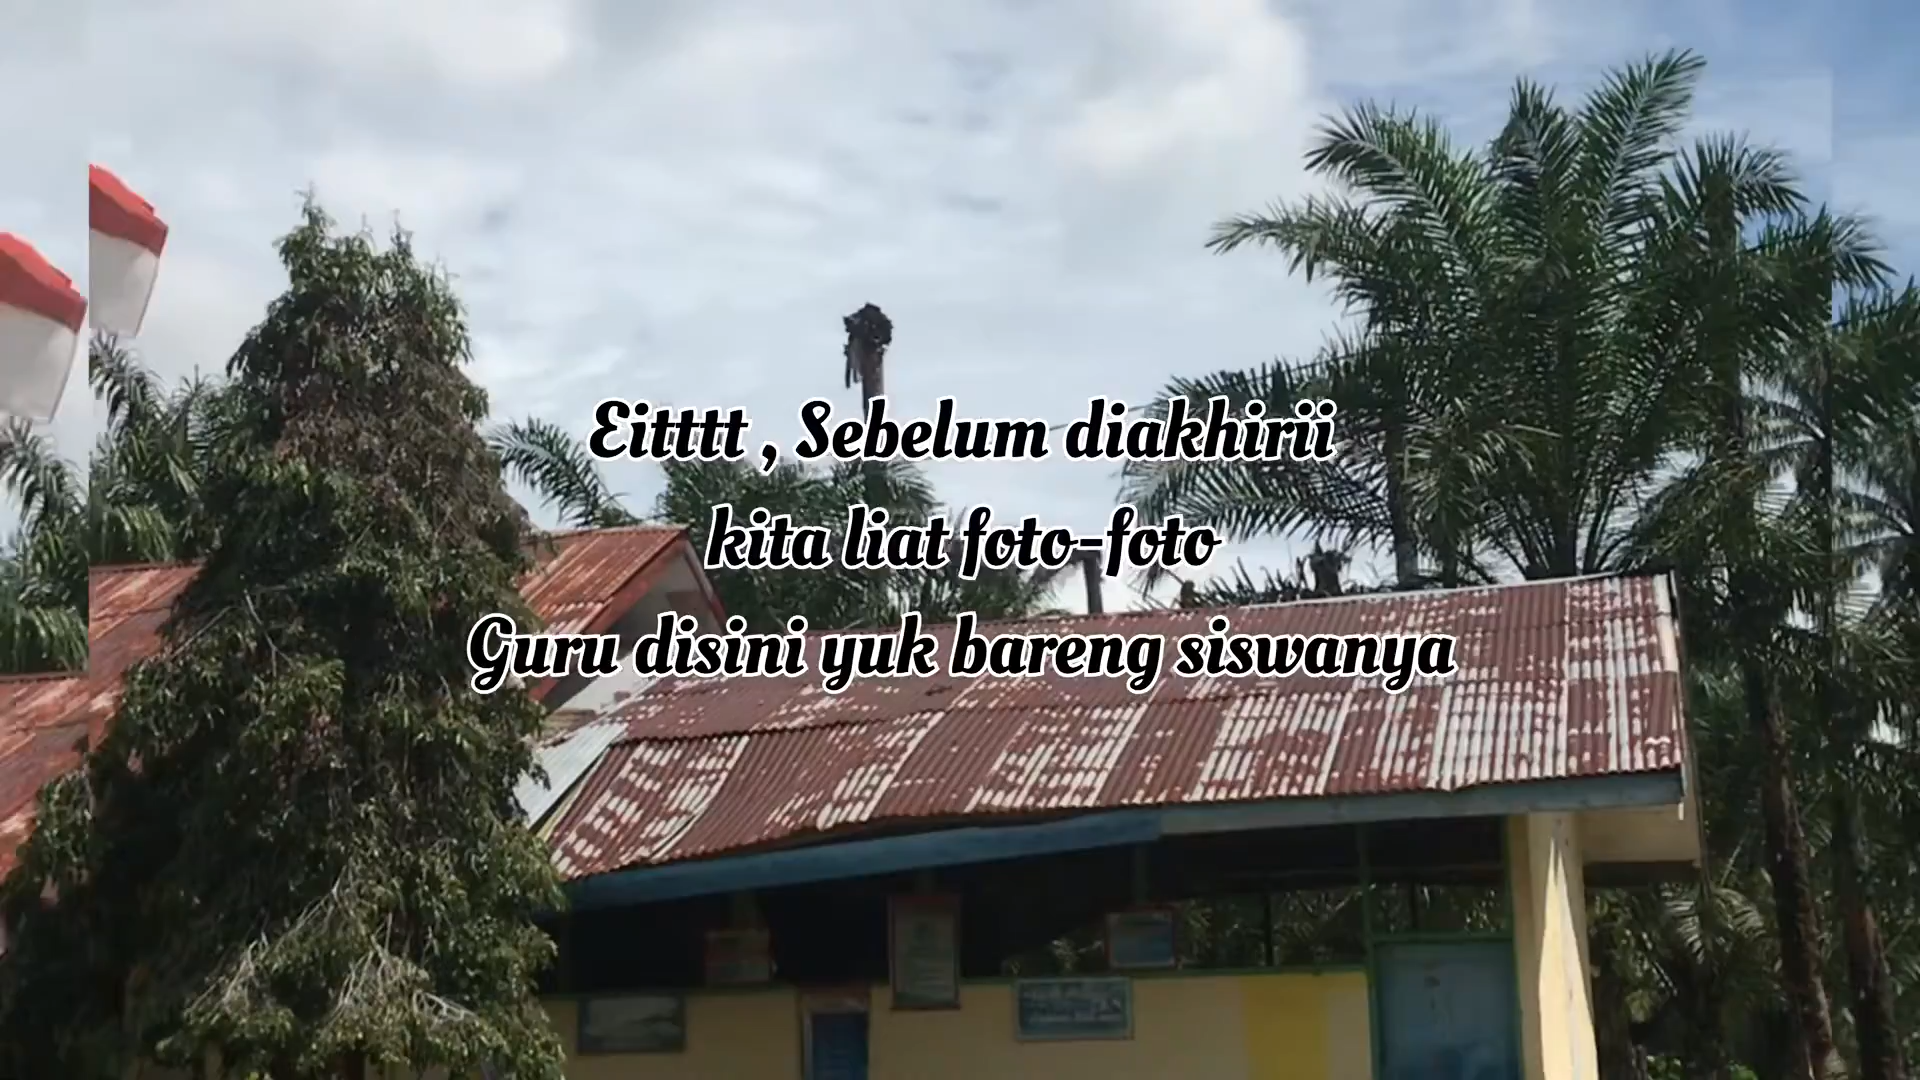 Eitttt , Sebelum diakhirii
kita liat foto-foto
Guru disini yuk bareng siswanya